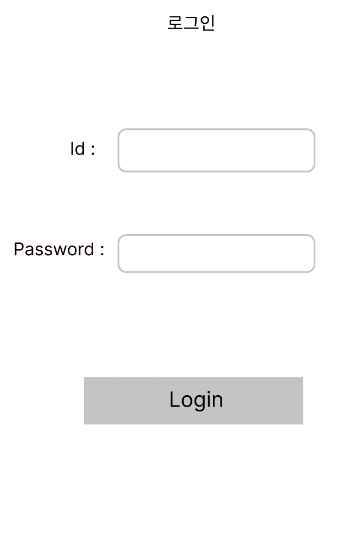 로그인
Id :
Password :
Login